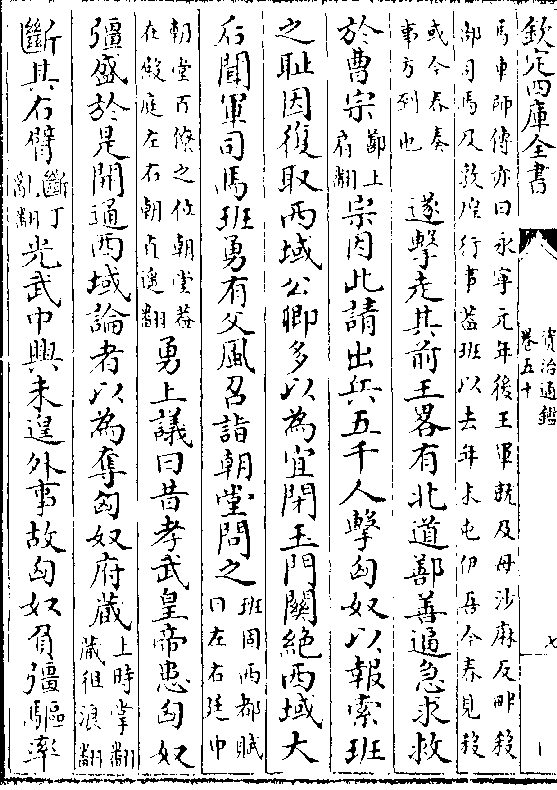 欽定四庫全書
資治通鑑
卷五十
七
馬車師傳亦曰永寧元年後王軍就及母沙麻反畔殺
部司馬及敦煌行事蓋班以去年末屯伊吾今春見殺
或今春奏
事方列也
遂擊走其前王畧有北道鄯善逼急求救
於曹宗鄯上扇翻宗因此請出兵五千人擊匈奴以報索班
之恥因復取西域公卿多以為宜閉玉門關絶西域大
后聞軍司馬班勇有父風召詣朝堂問之班固西都賦曰左右廷中
朝堂百僚之位朝堂葢在殿庭左右朝直遥翻勇上議曰昔孝武皇帝患匈奴
彊盛於是開通西域論者以為奪匈奴府藏上時掌翻藏徂浪翻
斷其右臂斷丁亂翻光武中興未遑外事故匈奴負彊驅率